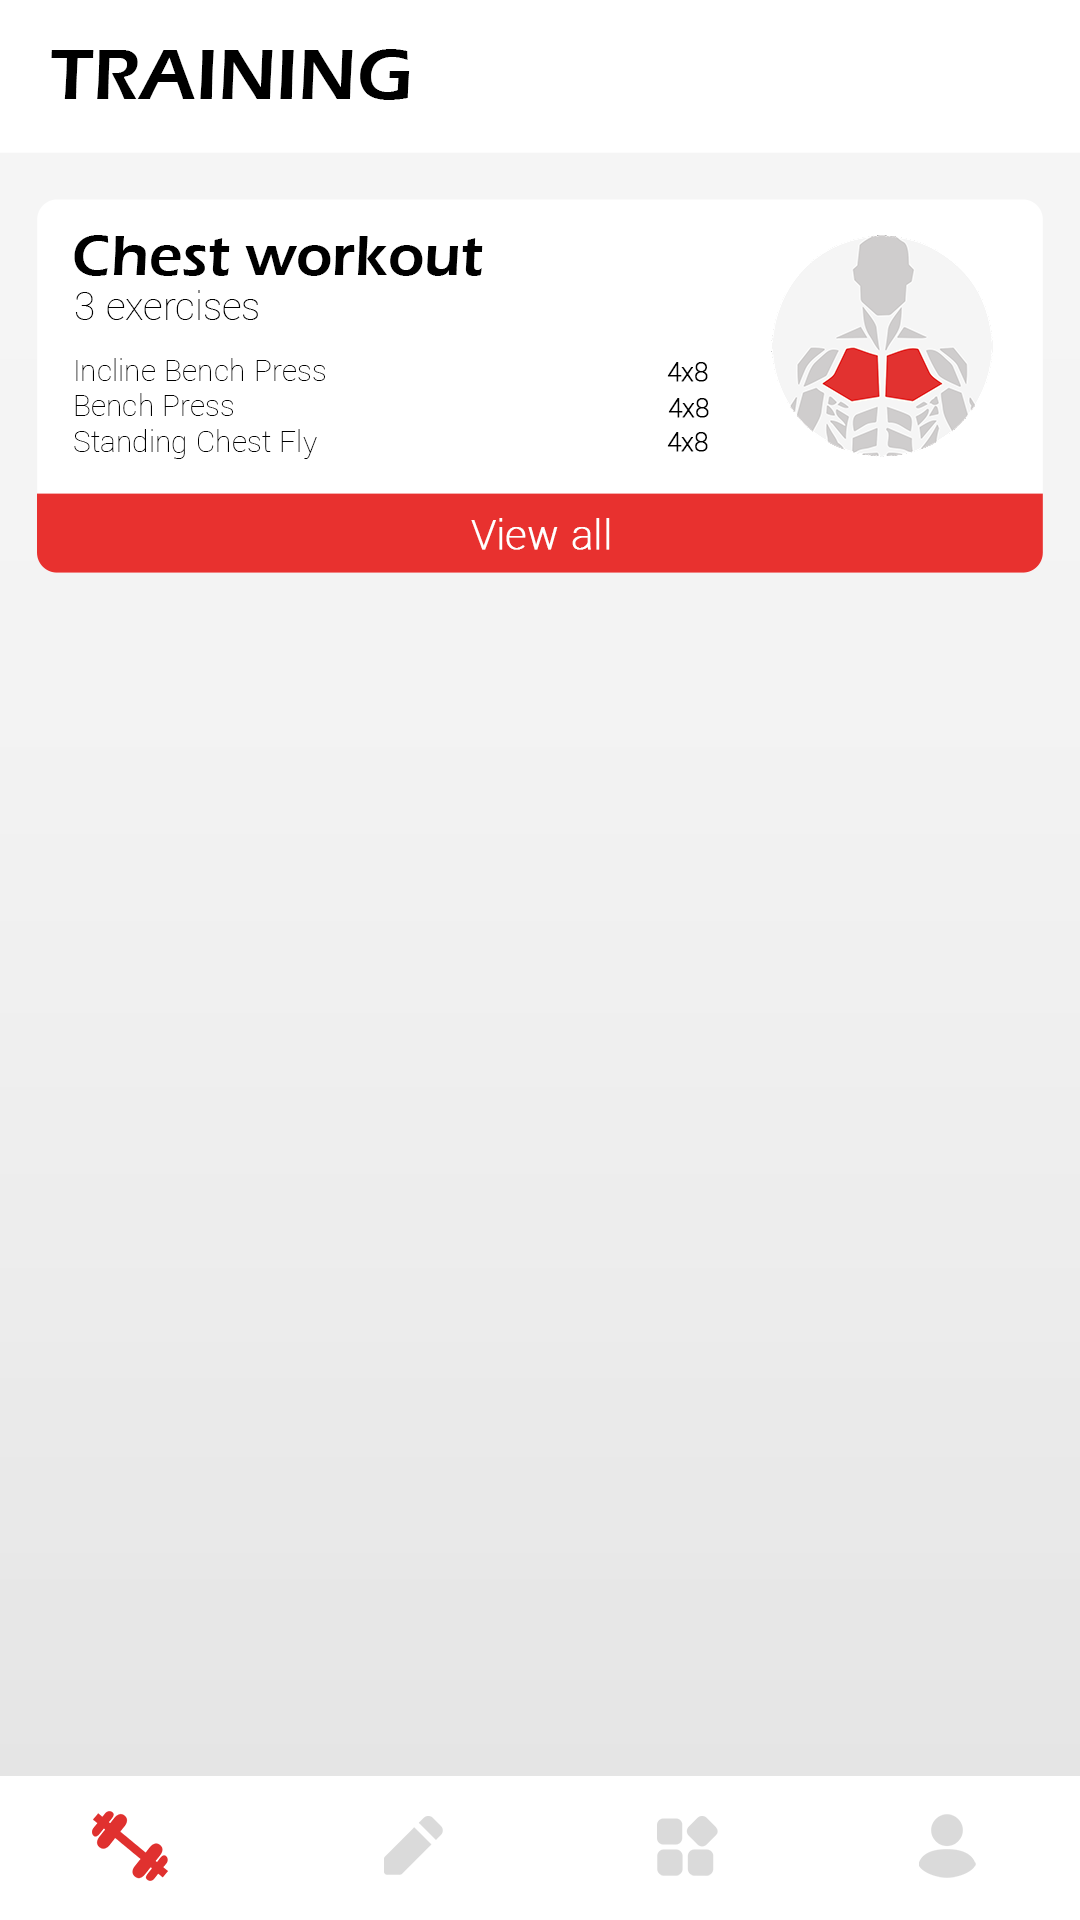 TRAINING
Chest workout
3 exercises
Incline Bench Press 4x8
Bench Press 4x8
Standing Chest Fly 4x8
View all